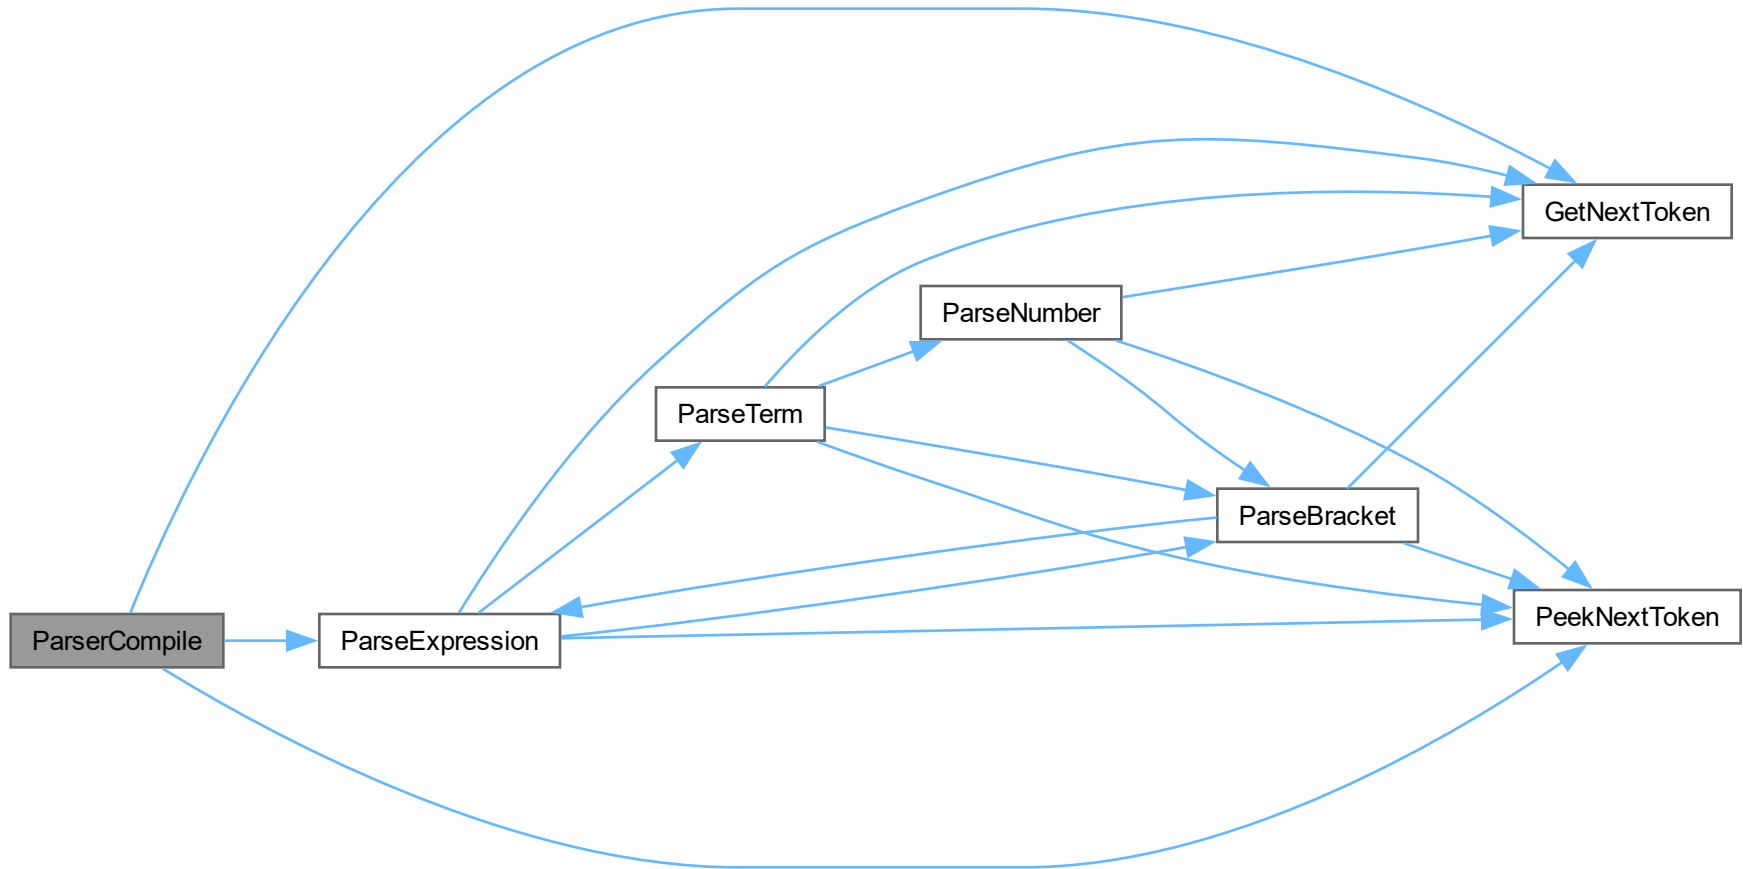 GetNextToken
ParseNumber
ParseTerm
ParseBracket
PeekNextToken
ParserCompile
ParseExpression